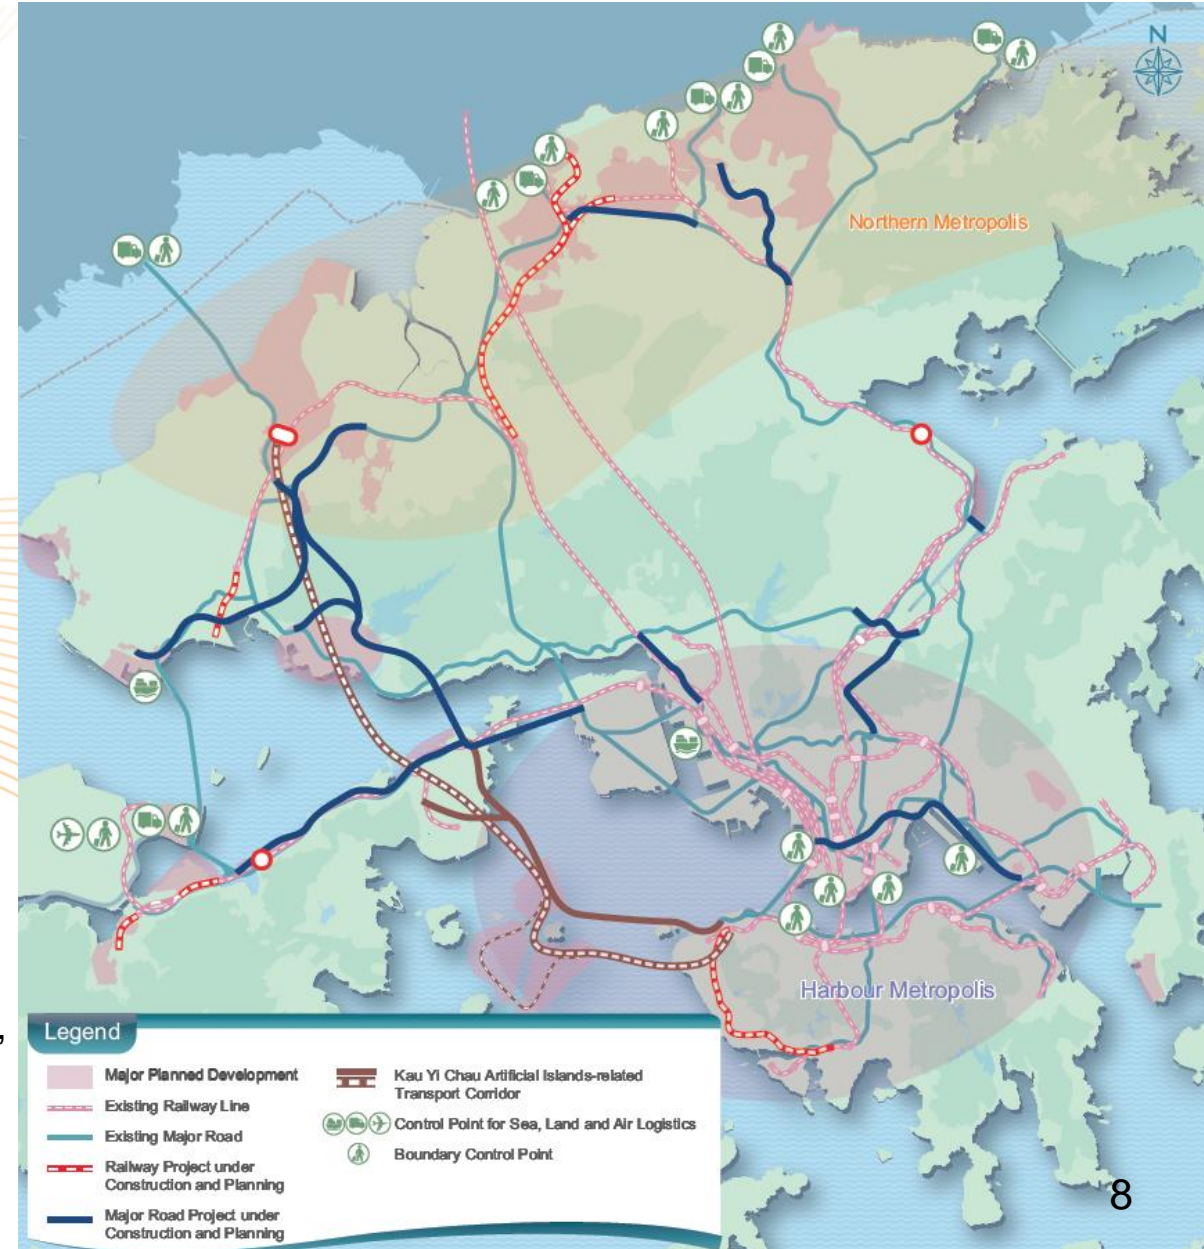 N
Northern Metropolis
Harbour Metropolis
,
Legend
Major Planned Development
Existing Railway Line
Existing Major Road
Railway Project under
Construction and Planning
Major Road Project under
Construction and Planning
Kau Yi Chau Artificial Islands-related
Transport Corridor
Control Point for Sea, Land and Air Logistics
Boundary Control Point
8